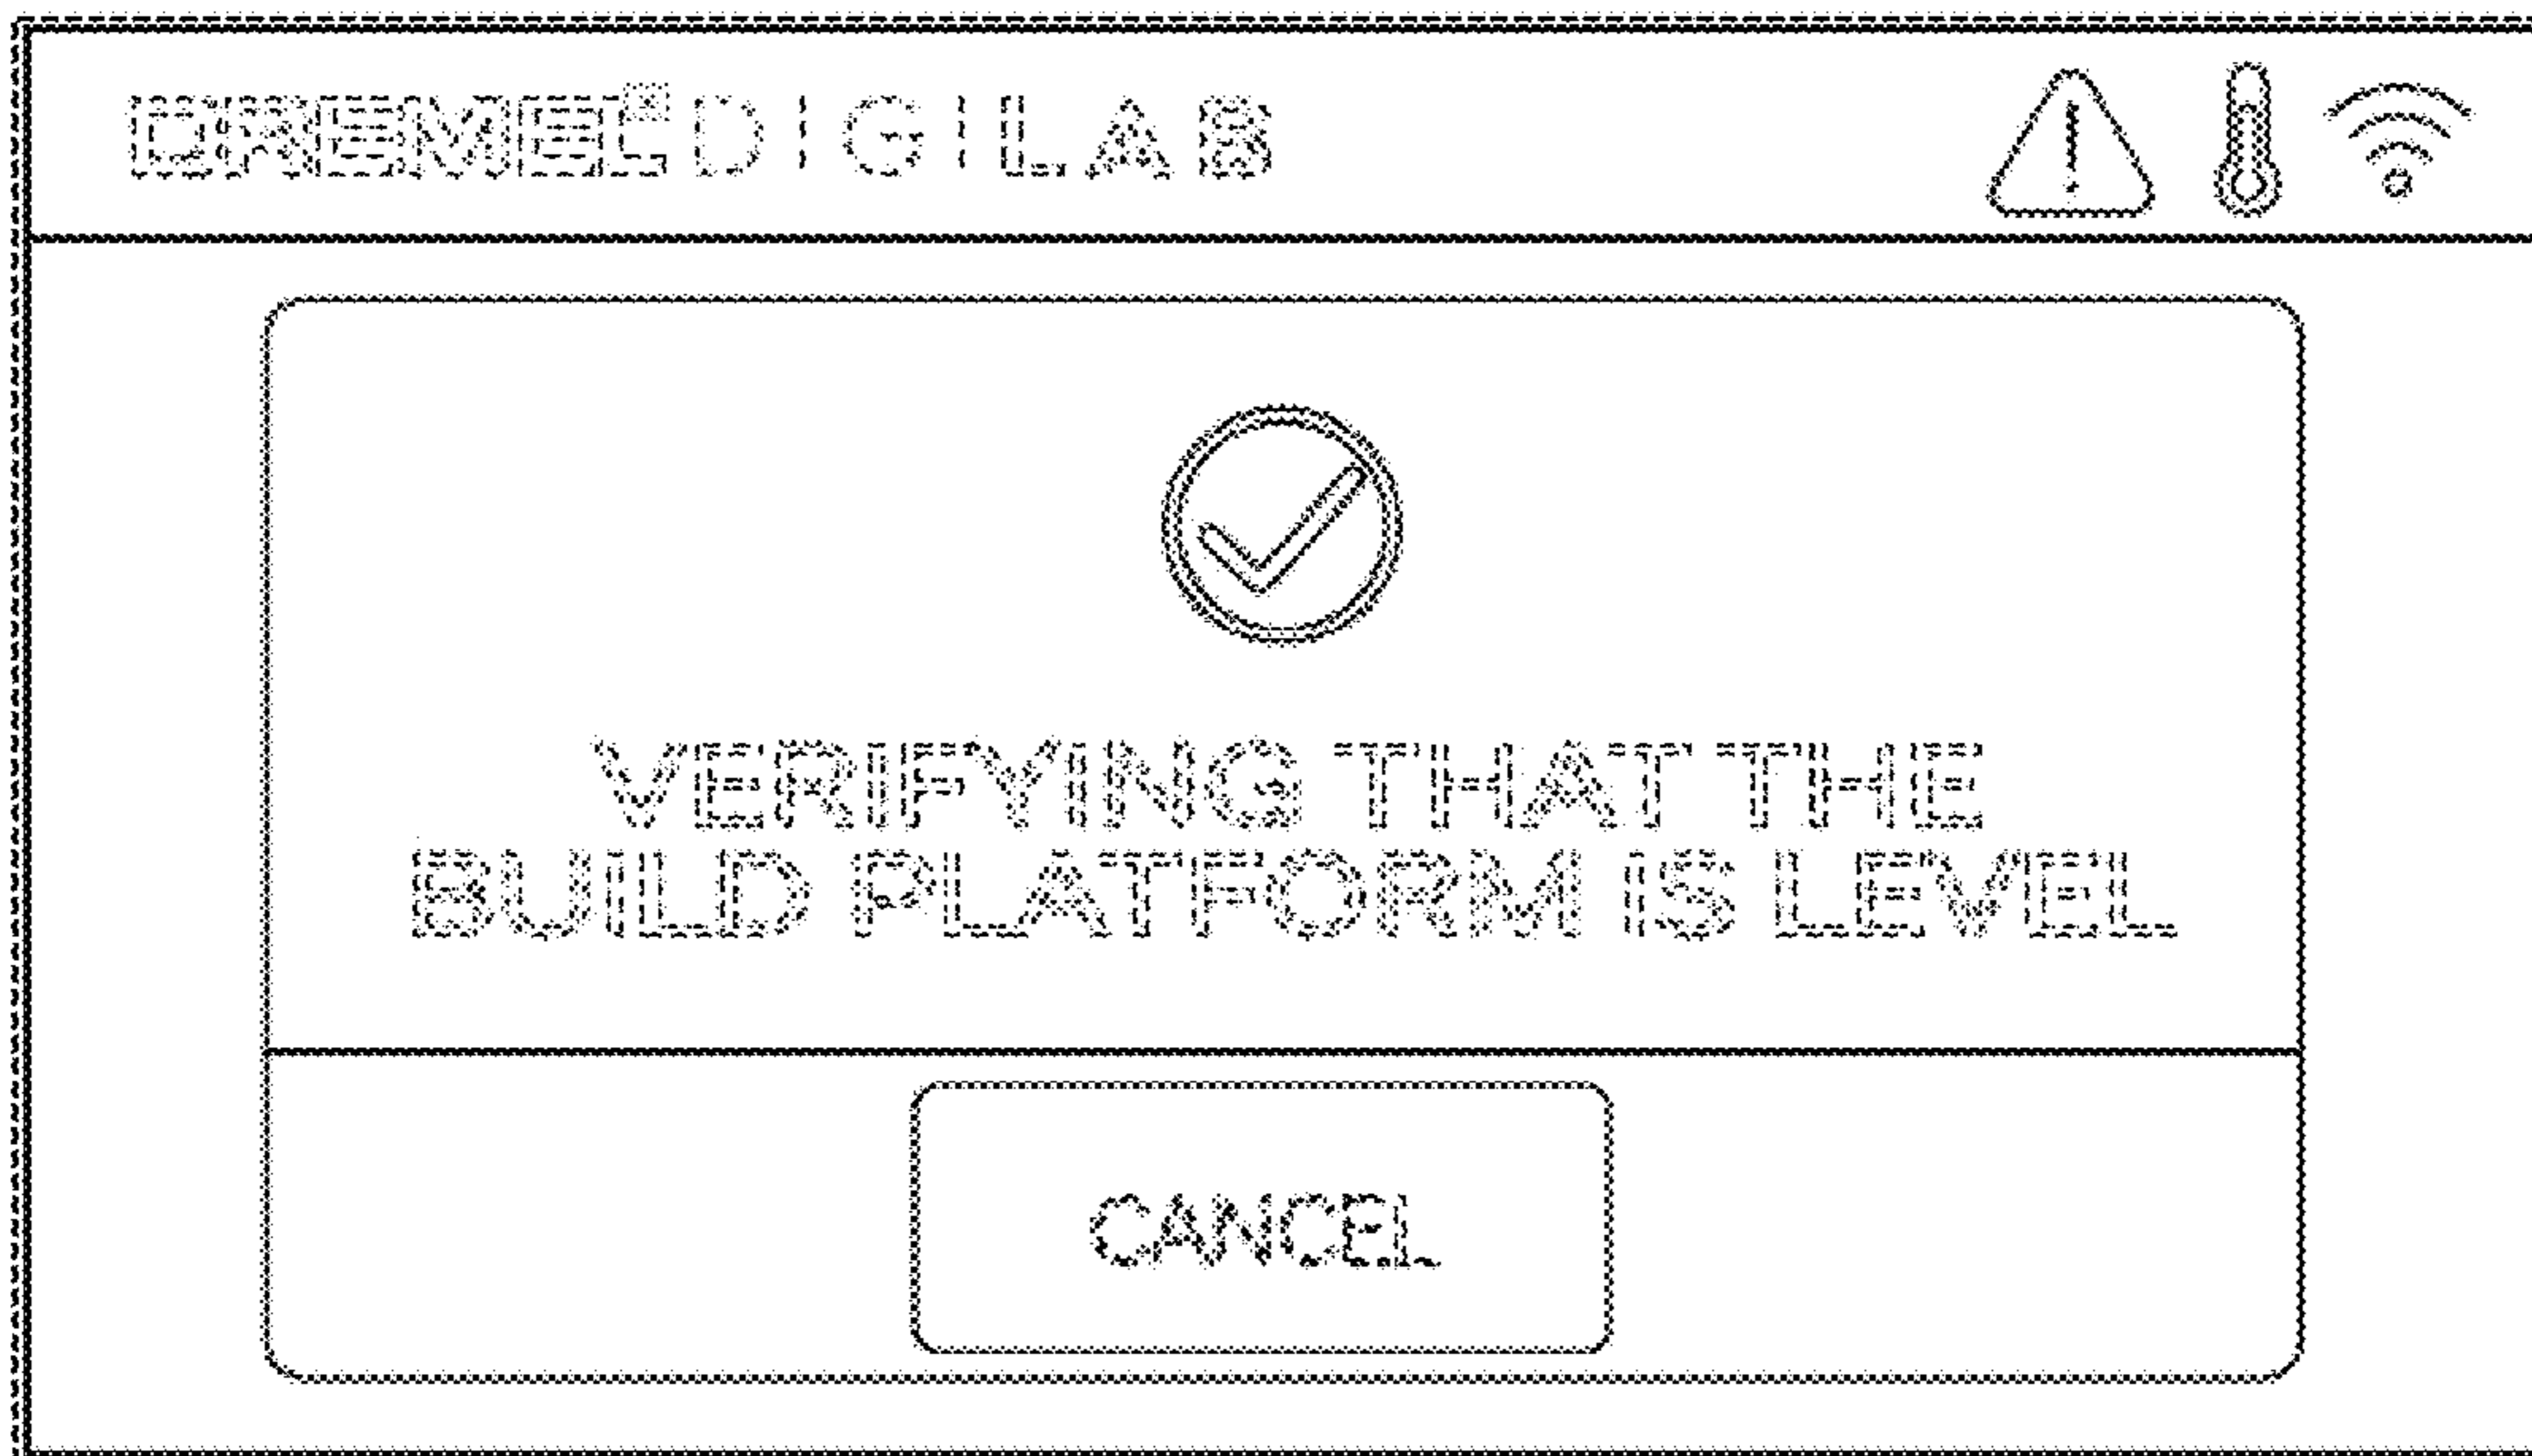 DREMEL DIGILAB
VERIFYING THAT THE
BUILD PLATFORM IS LEVEL
CANCEL